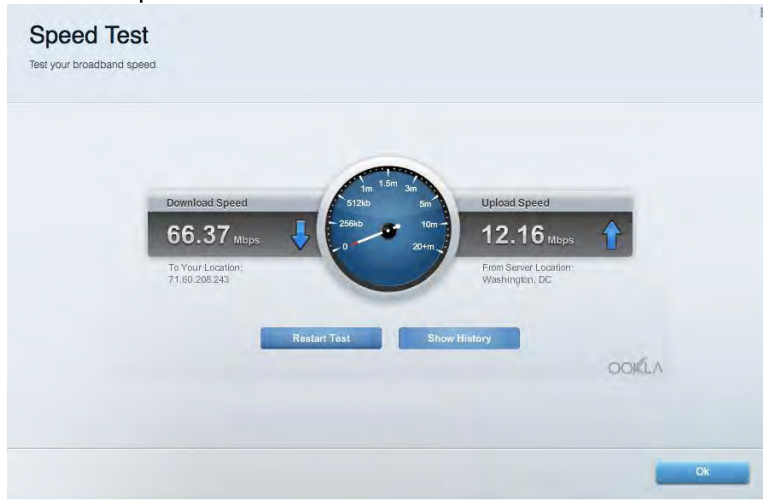 Speed Test
Test your broadband speed.
Download Speed
66.37 Mbps
To Your Location:
71.60.208.243
0
256kb
512kb
1m
1.5m
3m
5m
10m
20+m
Upload Speed
12.16 Mbps
From Server Location:
Washington, DC
Restart Test
Show History
OOKLA
Ok